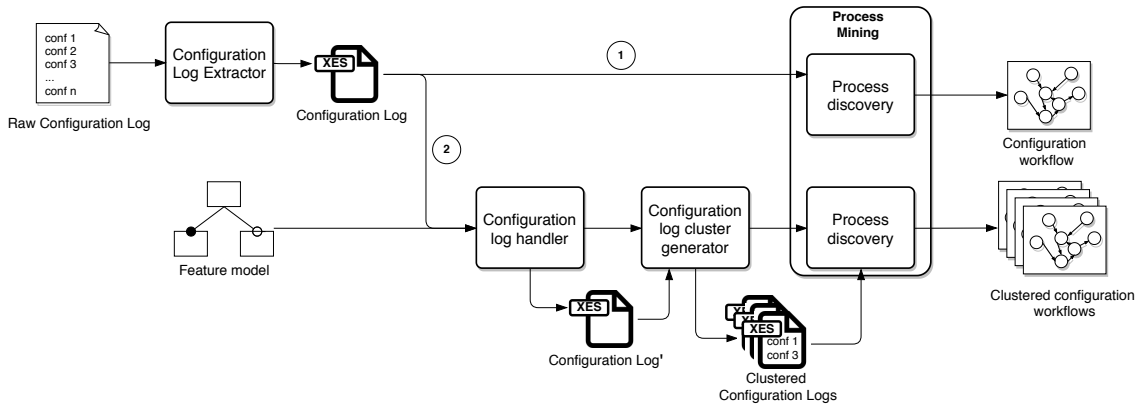 conf 1
conf 2
conf 3
...
conf n
Raw Configuration Log
Configuration
Log Extractor
XES
Configuration Log
1
2
Process
Mining
Process
discovery
Configuration
workflow
Feature model
Configuration
log handler
Configuration
log cluster
generator
Process
discovery
Clustered configuration
workflows
XES
Configuration Log'
XES
conf 1
conf 3
Clustered
Configuration Logs